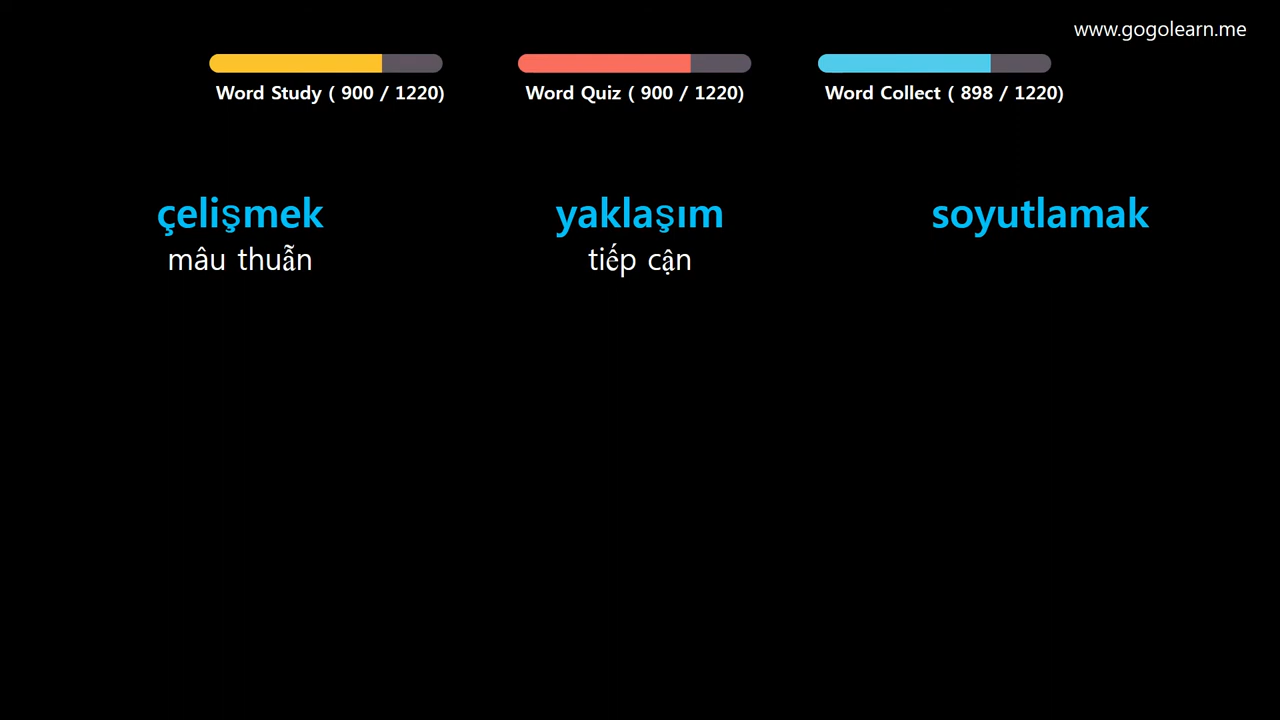 www.gogolearn.me
Word Study ( 900 / 1220)
Word Quiz ( 900 / 1220)
Word Collect ( 898 / 1220)
çelişmek
mâu thuẫn
yaklaşım
tiếp cận
soyutlamak